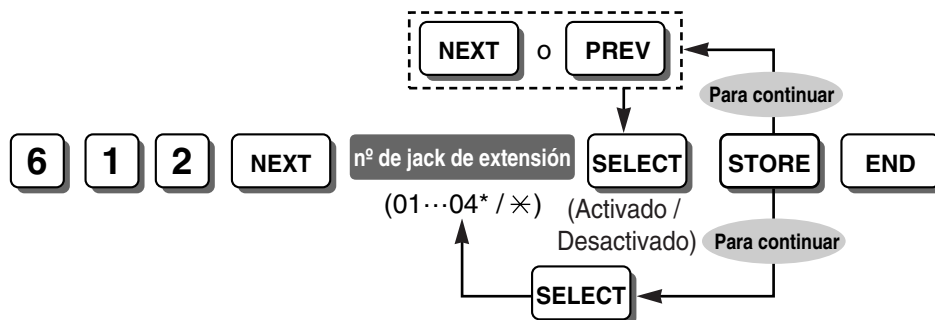 NEXT o PREV
Para continuar
6 1 2 NEXT nº de jack de extensión SELECT STORE END
(01···04* / ✳) (Activado / Desactivado)
Para continuar
SELECT